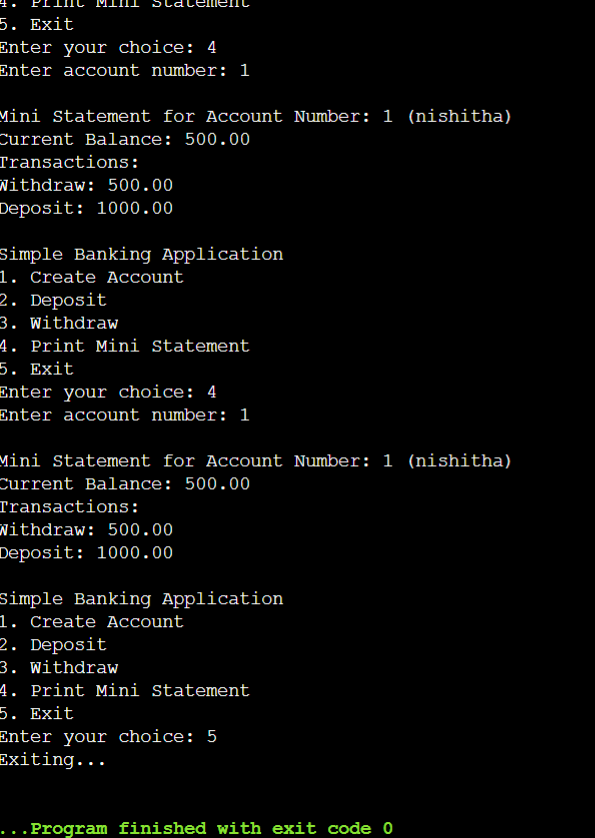 4. Print Mini Statement
5. Exit
Enter your choice: 4
Enter account number: 1
Mini Statement for Account Number: 1 (nishitha)
Current Balance: 500.00
Transactions:
Withdraw: 500.00
Deposit: 1000.00
Simple Banking Application
1. Create Account
2. Deposit
3. Withdraw
4. Print Mini Statement
5. Exit
Enter your choice: 4
Enter account number: 1
Mini Statement for Account Number: 1 (nishitha)
Current Balance: 500.00
Transactions:
Withdraw: 500.00
Deposit: 1000.00
Simple Banking Application
1. Create Account
2. Deposit
3. Withdraw
4. Print Mini Statement
5. Exit
Enter your choice: 5
Exiting...
...Program finished with exit code 0